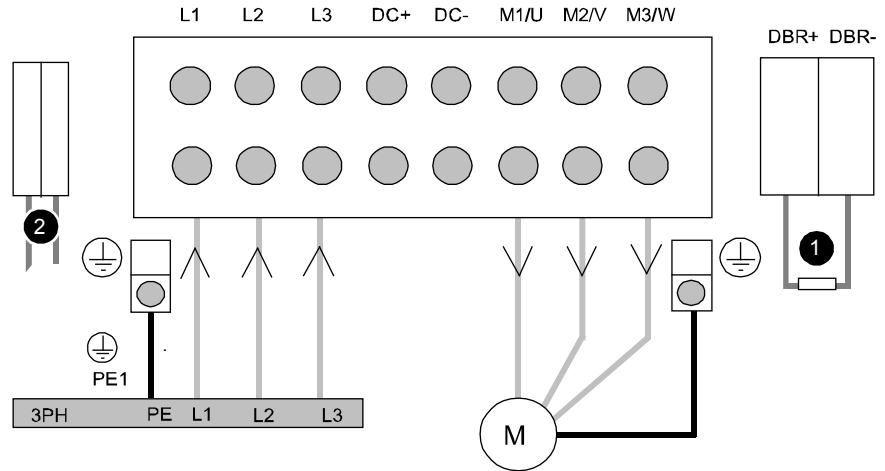 L1 L2 L3 DC+ DC- M1/U M2/V M3/W
DBR+ DBR-
2
1
PE1
3PH PE L1 L2 L3
M